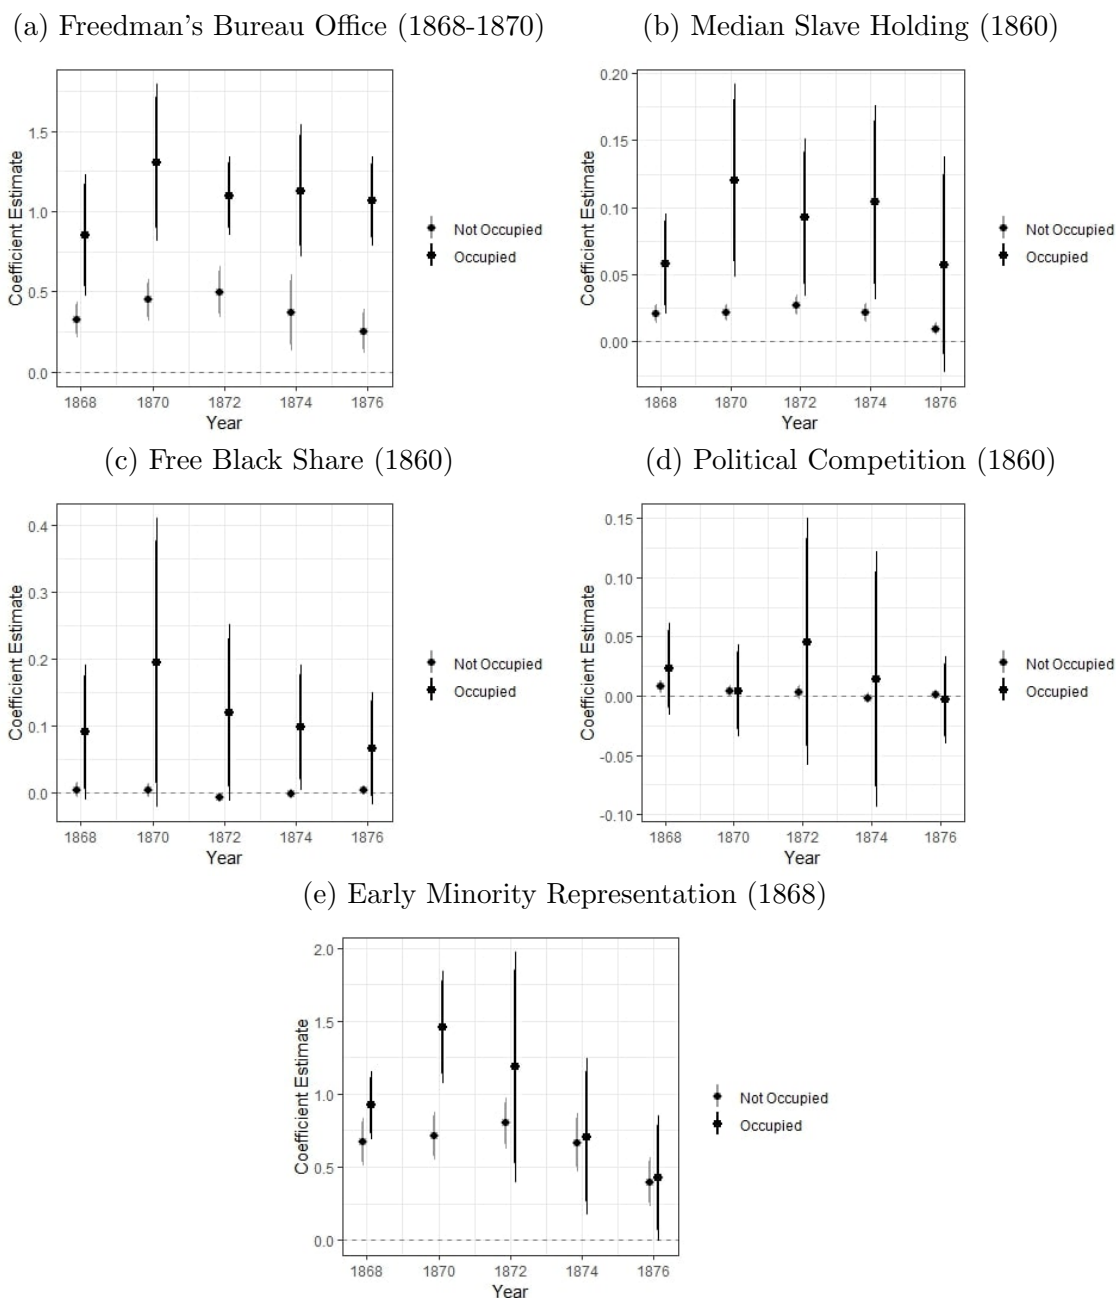 (a) Freedman's Bureau Office (1868-1870)
Coefficient Estimate
1.5
1.0
0.5
0.0
1868 1870 1872 1874 1876
Year
Not Occupied
Occupied
(b) Median Slave Holding (1860)
Coefficient Estimate
0.20
0.15
0.10
0.05
0.00
1868 1870 1872 1874 1876
Year
Not Occupied
Occupied
(c) Free Black Share (1860)
Coefficient Estimate
0.4
0.3
0.2
0.1
0.0
1868 1870 1872 1874 1876
Year
Not Occupied
Occupied
(d) Political Competition (1860)
Coefficient Estimate
0.15
0.10
0.05
0.00
-0.05
-0.10
1868 1870 1872 1874 1876
Year
Not Occupied
Occupied
(e) Early Minority Representation (1868)
Coefficient Estimate
2.0
1.5
1.0
0.5
0.0
1868 1870 1872 1874 1876
Year
Not Occupied
Occupied